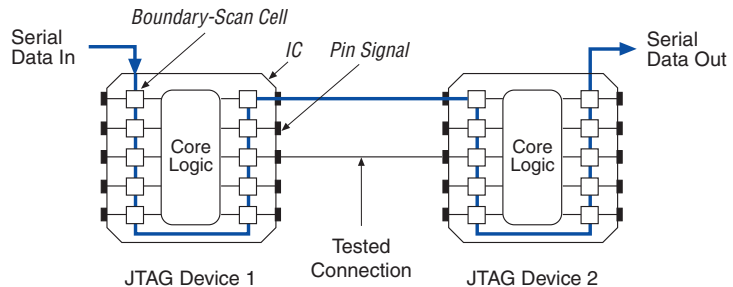 Boundary-Scan Cell
Serial
Data In
IC
Pin Signal
Serial
Data Out
Core
Logic
Core
Logic
Tested
Connection
JTAG Device 1
JTAG Device 2